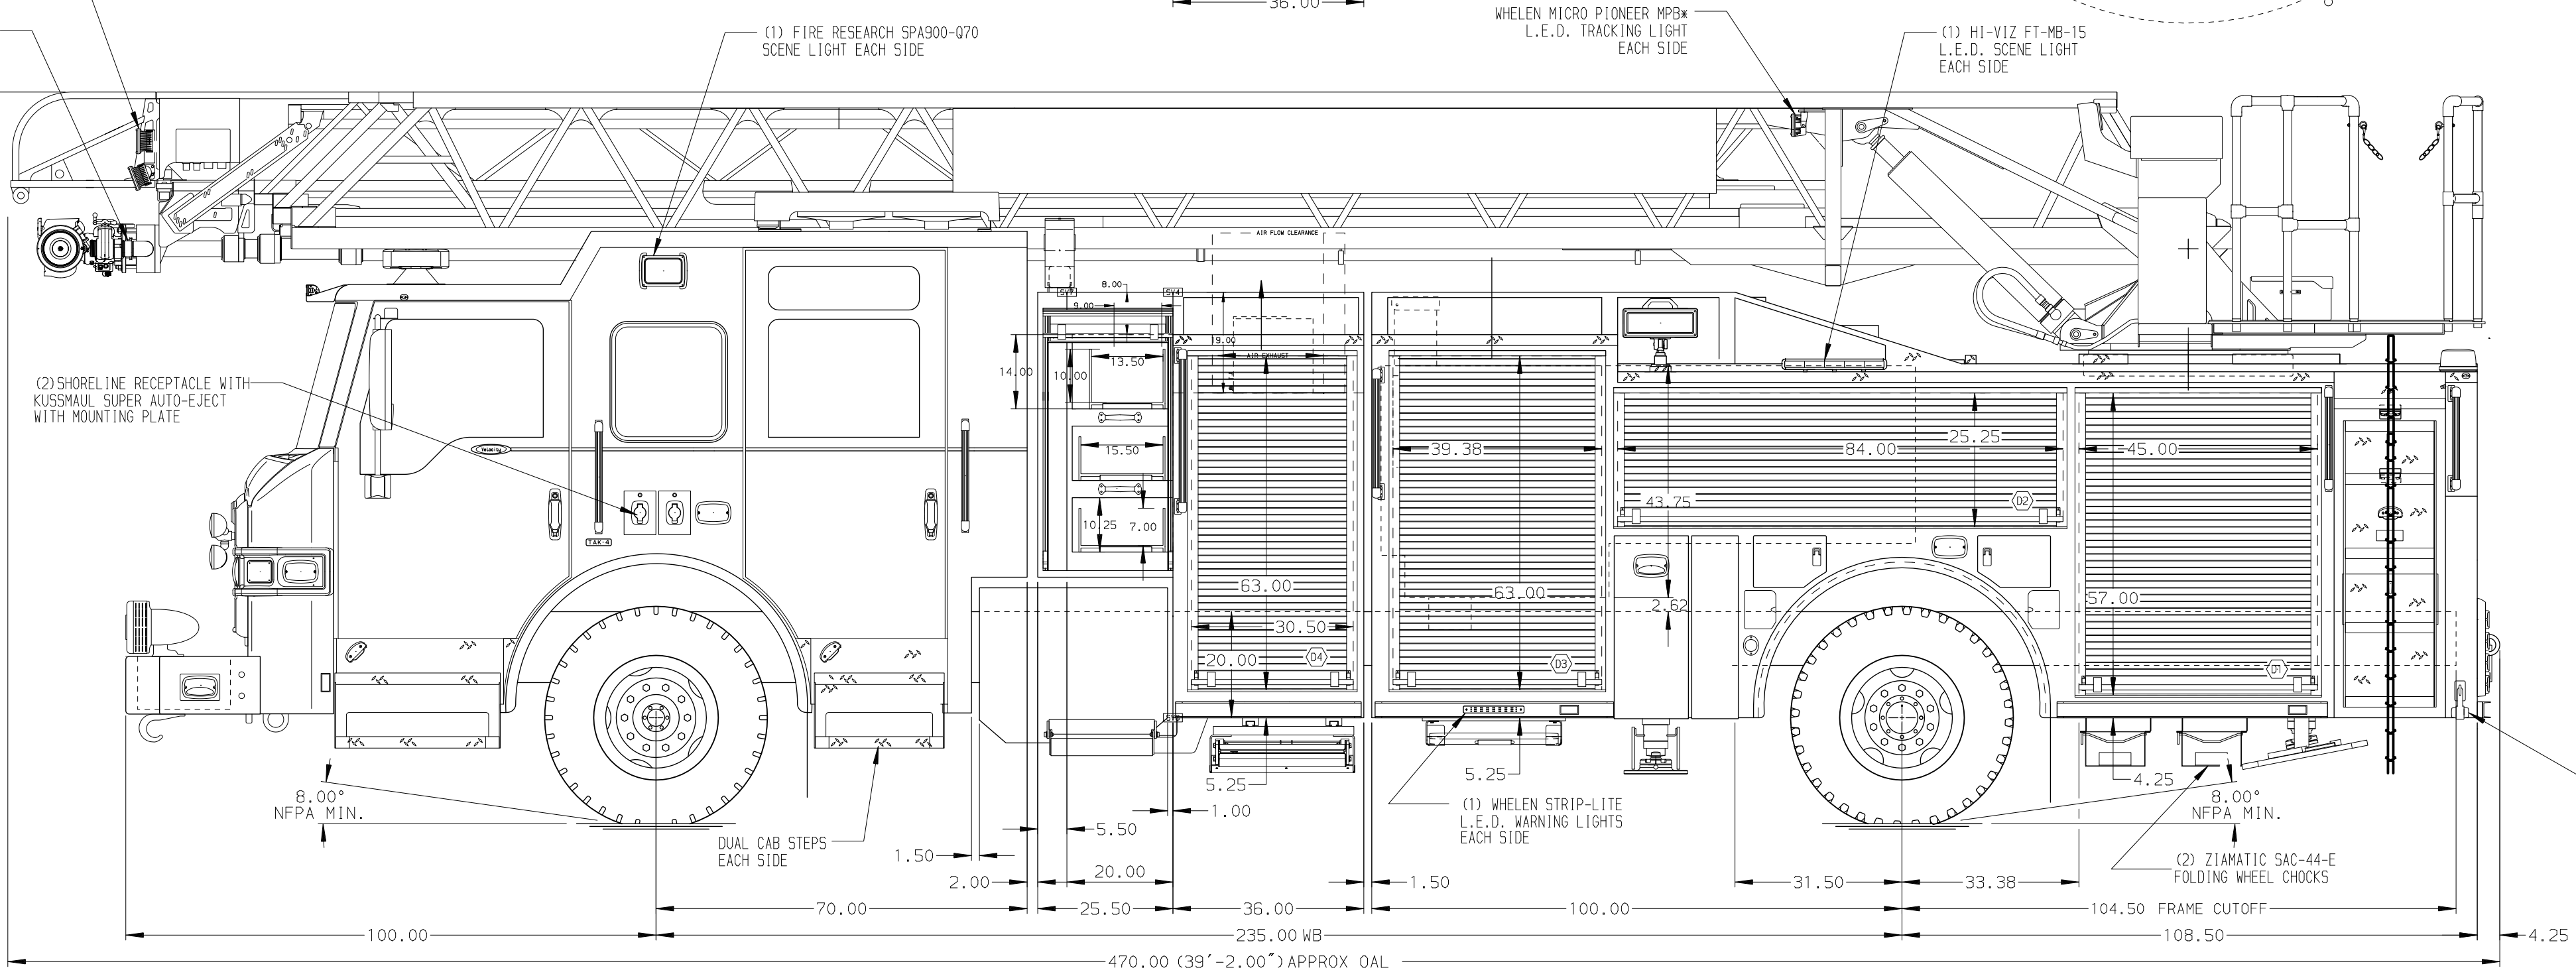 36.00
(1) FIRE RESEARCH SPA900-Q70
SCENE LIGHT EACH SIDE
WHELEN MICRO PIONEER MPB*
L.E.D. TRACKING LIGHT
EACH SIDE
(1) HI-VIZ FT-MB-15
L.E.D. SCENE LIGHT
EACH SIDE
AIR FLOW CLEARANCE
8.00
9.00
19.00
AIR EXHAUST
14.00
10.00
13.50
(2)SHORELINE RECEPTACLE WITH
KUSSMAUL SUPER AUTO-EJECT
WITH MOUNTING PLATE
Velocity
15.50
39.38
84.00
25.25
45.00
43.75
D2
10.25
7.00
TAK-4
63.00
63.00
2.62
57.00
30.50
20.00
D4
D3
D1
5.25
5.25
4.25
8.00°
NFPA MIN.
1.00
(1) WHELEN STRIP-LITE
L.E.D. WARNING LIGHTS
EACH SIDE
8.00°
NFPA MIN.
5.50
DUAL CAB STEPS
EACH SIDE
1.50
(2) ZIAMATIC SAC-44-E
FOLDING WHEEL CHOCKS
2.00
20.00
1.50
31.50
33.38
70.00
25.50
36.00
100.00
104.50 FRAME CUTOFF
100.00
235.00 WB
108.50
4.25
470.00 (39'-2.00") APPROX OAL